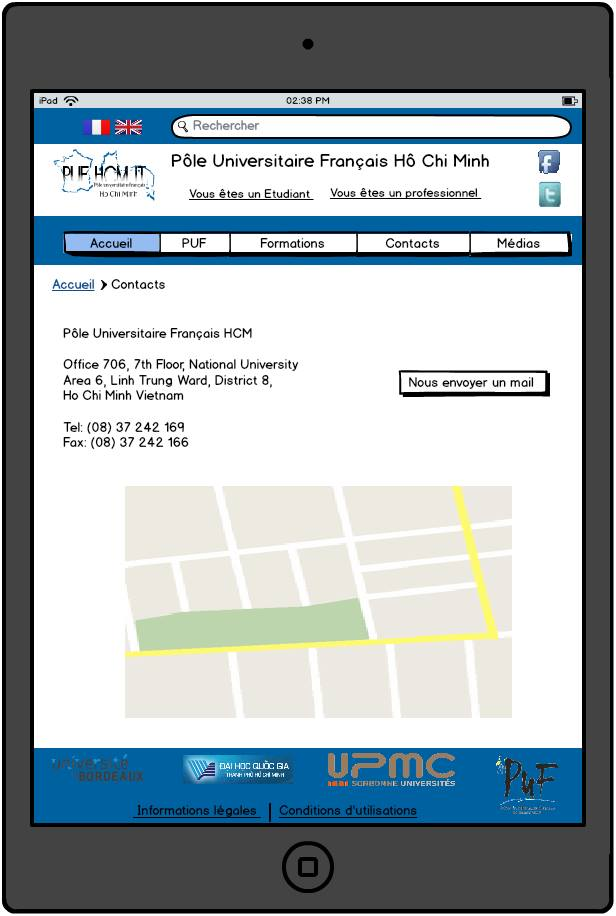 iPad 02:38 PM
Rechercher
PUF HCM IT
Pôle universitaire français
Ho Chi Minh
Pôle Universitaire Français Hô Chi Minh
Vous êtes un Etudiant
Vous êtes un professionnel
Accueil PUF Formations Contacts Médias
Accueil Contacts
Pôle Universitaire Français HCM
Office 706, 7th Floor, National University
Area 6, Linh Trung Ward, District 8,
Ho Chi Minh Vietnam
Tel: (08) 37 242 169
Fax: (08) 37 242 166
Nous envoyer un mail
université
BORDEAUX
ĐẠI HỌC QUỐC GIA
THÀNH PHỐ HỒ CHÍ MINH
UPMC
SORBONNE UNIVERSITÉS
PUF
Informations légales
Conditions d'utilisations